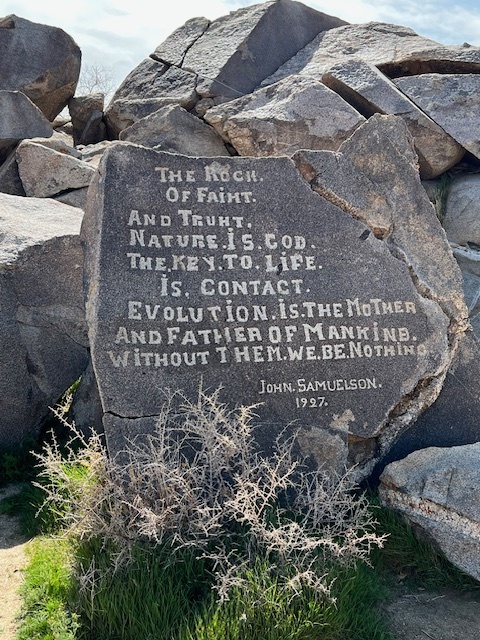 THE ROCK.
OF FAIHT.
AND TRUHT.
NATURE.IS.GOD.
THE.KEY.TO.LIFE.
IS. CONTACT.
EVOLUTION.IS.THE MOTHER
AND FATHER OF MANKIND.
WITHOUT THEM.WE.BE.NOTHING
JOHN. SAMUELSON.
1927.